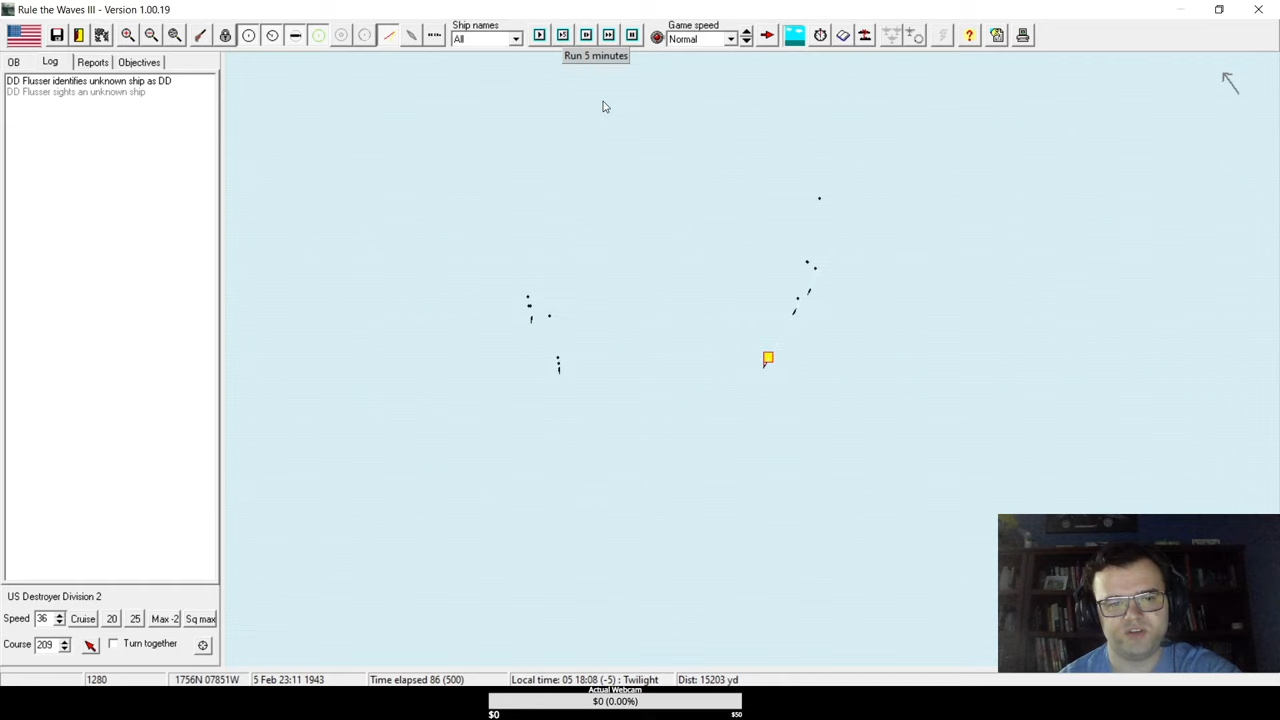 Rule the Waves III - Version 1.00.19
Ship names
All
Game speed
Normal
Run 5 minutes
OB
Log
Reports
Objectives
DD Flusser identifies unknown ship as DD
DD Flusser sights an unknown ship
US Destroyer Division 2
Speed 36 Cruise 20 25 Max -2 Sq max
Course 209 Turn together
1280
1756N 07851W
5 Feb 23:11 1943
Time elapsed 86 (500)
Local time: 05 18:08 (-5) : Twilight
Dist: 15203 yd
Actual Webcam
$0 (0.00%)
$0
$50